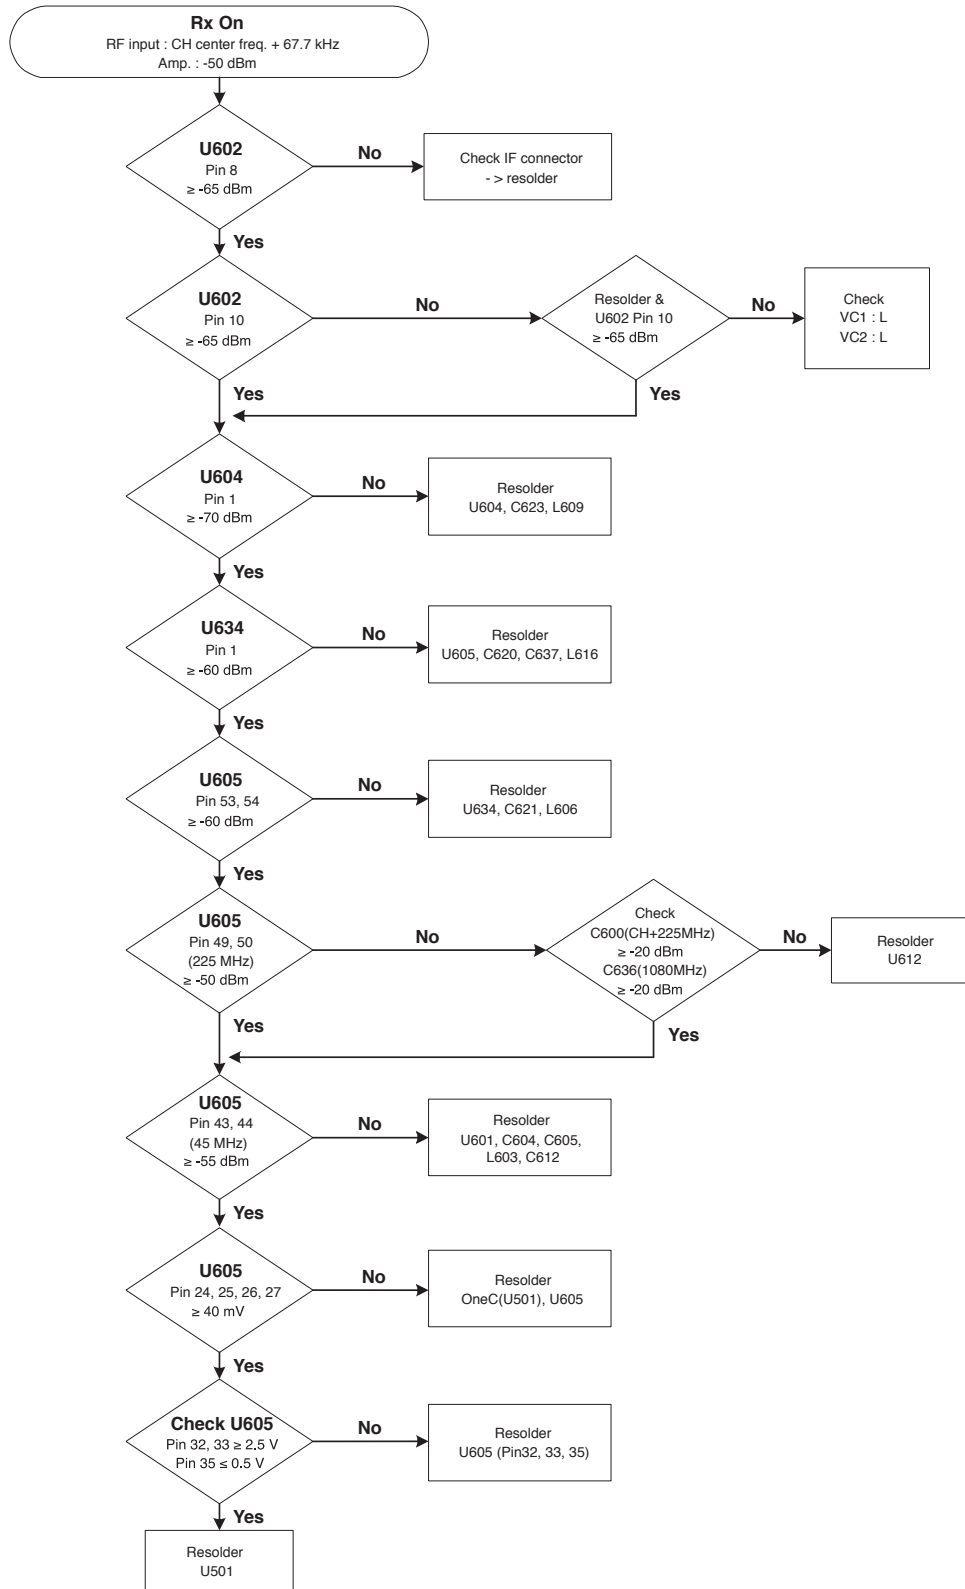 Rx On
RF input : CH center freq. + 67.7 kHz
Amp. : -50 dBm
U602
Pin 8
≥ -65 dBm
No
Check IF connector
- > resolder
Yes
U602
Pin 10
≥ -65 dBm
No
Resolder &
U602 Pin 10
≥ -65 dBm
No
Check
VC1 : L
VC2 : L
Yes
Yes
U604
Pin 1
≥ -70 dBm
No
Resolder
U604, C623, L609
Yes
U634
Pin 1
≥ -60 dBm
No
Resolder
U605, C620, C637, L616
Yes
U605
Pin 53, 54
≥ -60 dBm
No
Resolder
U634, C621, L606
Yes
U605
Pin 49, 50
(225 MHz)
≥ -50 dBm
No
Check
C600(CH+225MHz)
≥ -20 dBm
C636(1080MHz)
≥ -20 dBm
No
Resolder
U612
Yes
Yes
U605
Pin 43, 44
(45 MHz)
≥ -55 dBm
No
Resolder
U601, C604, C605,
L603, C612
Yes
U605
Pin 24, 25, 26, 27
≥ 40 mV
No
Resolder
OneC(U501), U605
Yes
Check U605
Pin 32, 33 ≥ 2.5 V
Pin 35 ≤ 0.5 V
No
Resolder
U605 (Pin32, 33, 35)
Yes
Resolder
U501